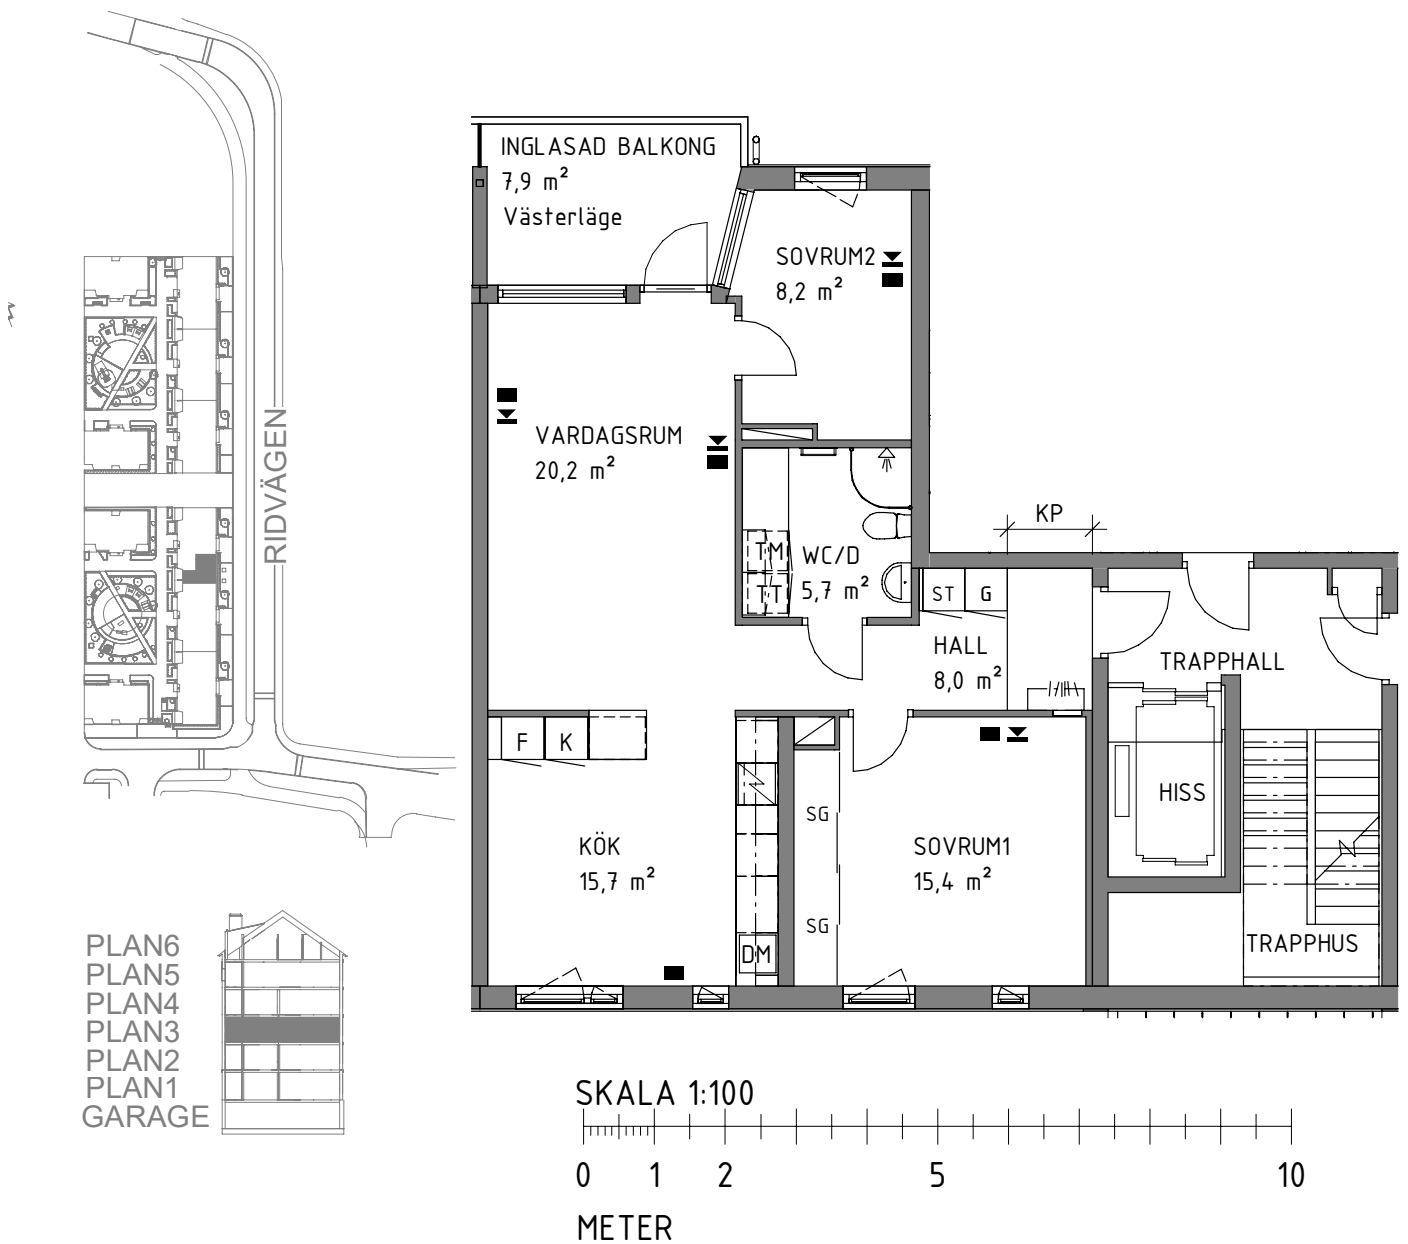 RIDVÄGEN
INGLASAD BALKONG
7,9 m²
Västerläge
SOVRUM2
8,2 m²
VARDAGSRUM
20,2 m²
KP
TM
WC/D
TT
5,7 m²
ST
G
HALL
8,0 m²
TRAPPHALL
F
K
HISS
SG
KÖK
15,7 m²
SOVRUM1
15,4 m²
SG
DM
TRAPPHUS
PLAN6
PLAN5
PLAN4
PLAN3
PLAN2
PLAN1
GARAGE
SKALA 1:100
0 1 2 5 10
METER